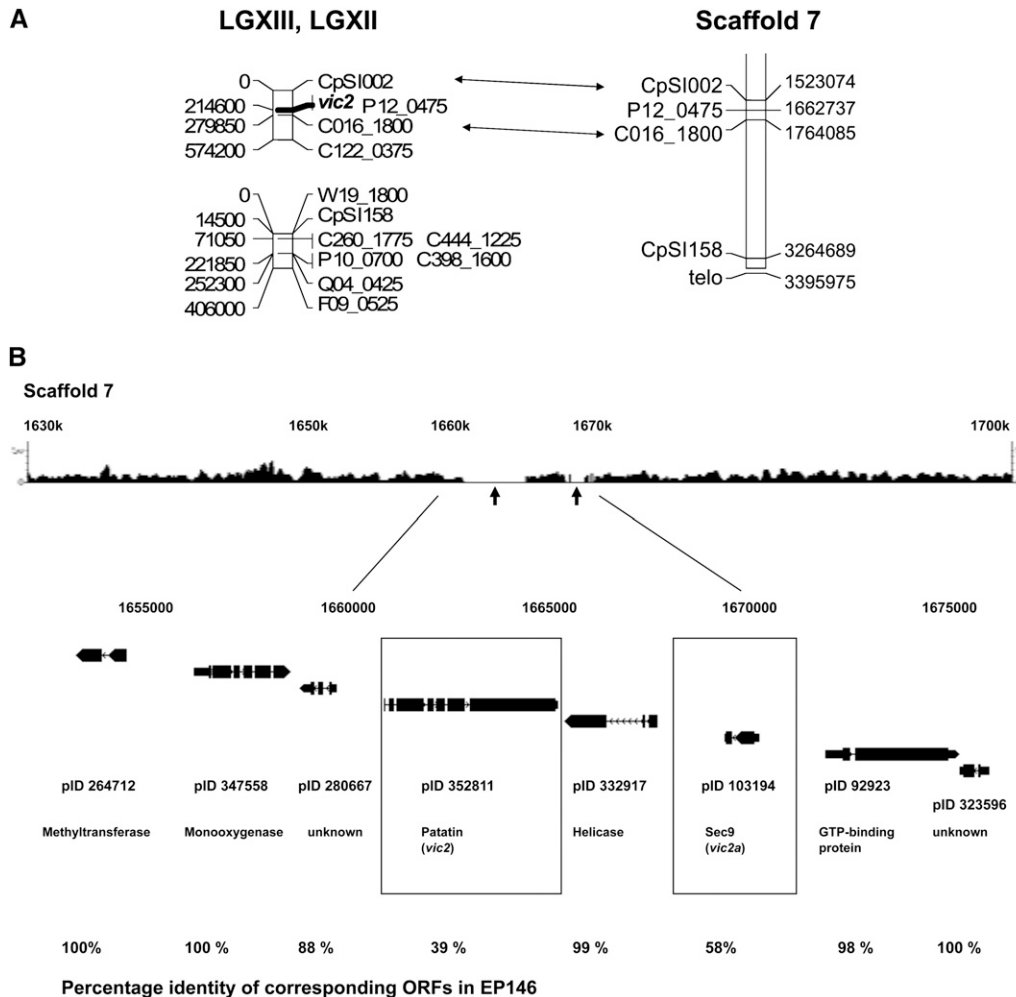 A
LGXIII, LGXII
Scaffold 7
0 CpSI002
214600 vic2 P12_0475
279850 C016_1800
574200 C122_0375
0 W19_1800
14500 CpSI158
71050 C260_1775 C444_1225
221850 P10_0700 C398_1600
252300 Q04_0425
406000 F09_0525
CpSI002 1523074
P12_0475 1662737
C016_1800 1764085
CpSI158 3264689
telo 3395975
B
Scaffold 7
1630k 1650k 1660k 1670k 1700k
1655000 1660000 1665000 1670000 1675000
pID 264712 pID 347558 pID 280667 pID 352811 pID 332917 pID 103194 pID 92923 pID 323596
Methyltransferase Monooxygenase unknown Patatin Helicase Sec9 GTP-binding unknown
(vic2) (vic2a) protein
100% 100 % 88 % 39 % 99 % 58% 98 % 100 %
Percentage identity of corresponding ORFs in EP146